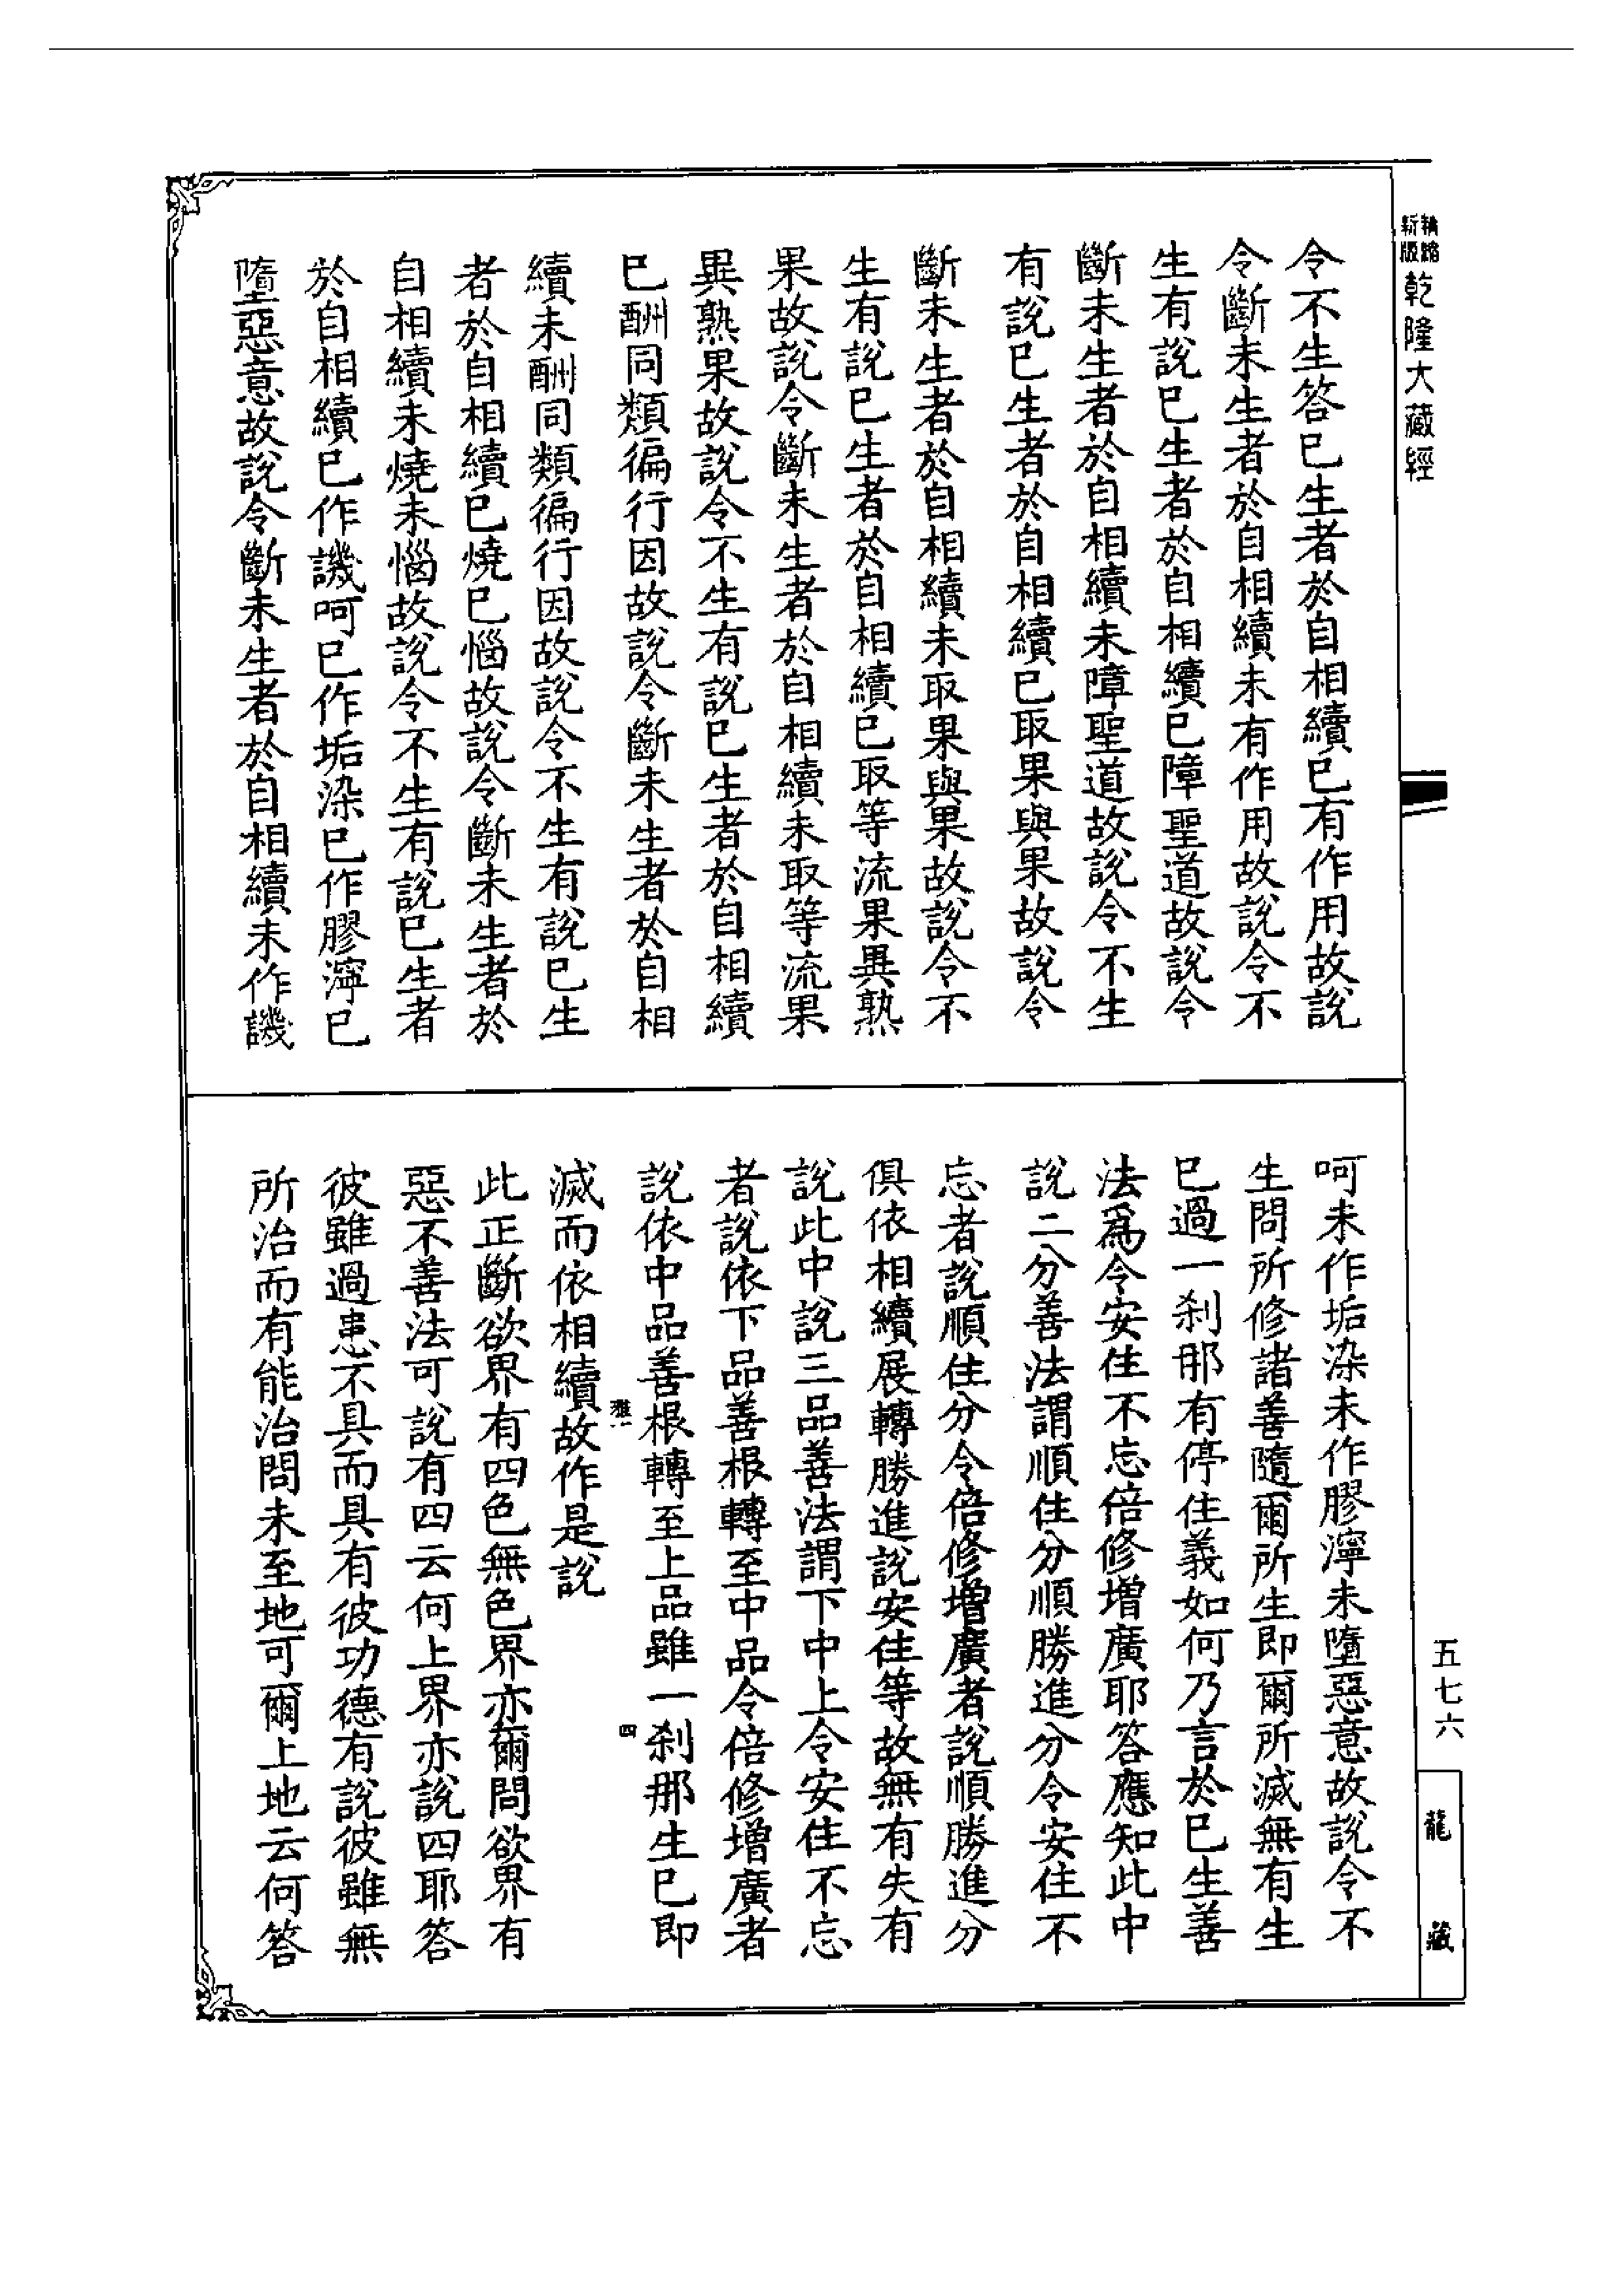 新版
精縮
乾隆大藏經
令不生答已生者於自相續已有作用故說
令斷未生者於自相續未有作用故說令不
生有說已生者於自相續已障聖道故說令
斷未生者於自相續未障聖道故說令不生
有說已生者於自相續已取果與果故說令
斷未生者於自相續未取果與果故說令不
生有說已生者於自相續已取等流果異熟
果故說令斷未生者於自相續未取等流果
異熟果故說令不生有說已生者於自相續
已酬同類徧行因故說令斷未生者於自相
續未酬同類徧行因故說令不生有說已生
者於自相續已燒已惱故說令斷未生者於
自相續未燒未惱故說令不生有說已生者
於自相續已作譏呵已作垢染已作膠濘已
墮惡意故說令斷未生者於自相續未作譏
呵未作垢染未作膠濘未墮惡意故說令不
生問所修諸善隨爾所生即爾所滅無有生
已過一刹那有停住義如何乃言於已生善
法爲令安住不忘倍修增廣耶答應知此中
說二分善法謂順住分順勝進分令安住不
忘者說順住分令倍修增廣者說順勝進分
俱依相續展轉勝進說安住等故無有失有
說此中說三品善法謂下中上令安住不忘
者說依下品善根轉至中品令倍修增廣者
說依中品善根轉至上品雖一刹那生已即
雅一
四
滅而依相續故作是說
此正斷欲界有四色無色界亦爾問欲界有
惡不善法可說有四云何上界亦說四耶答
彼雖過患不具而具有彼功德有說彼雖無
所治而有能治問未至地可爾上地云何答
五七六
龍藏